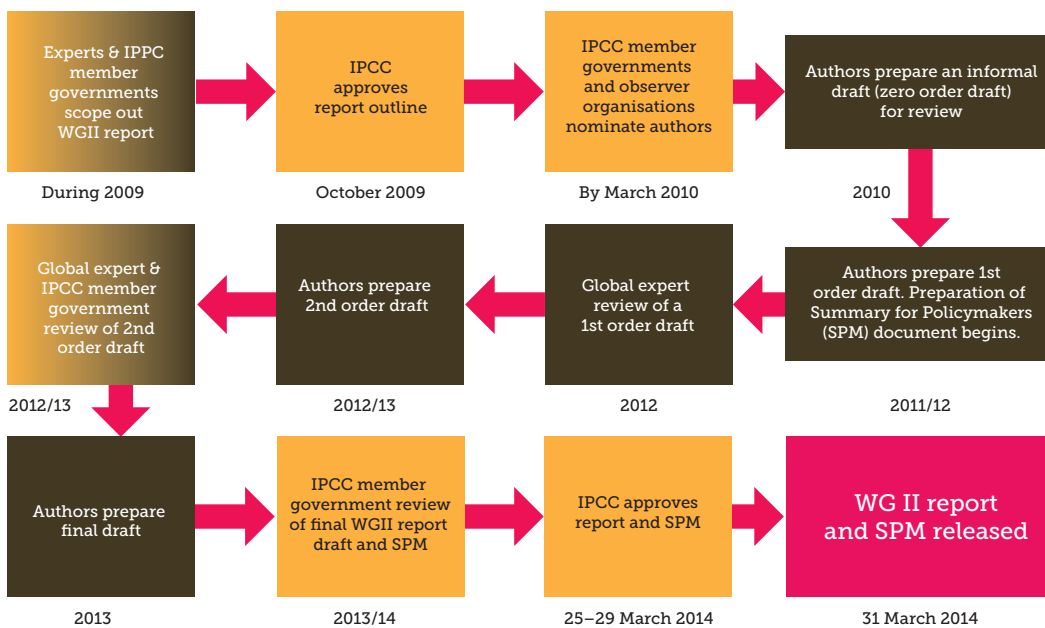 Experts & IPPC
member
governments
scope out
WGII report
During 2009
IPCC
approves
report outline
October 2009
IPCC member
governments
and observer
organisations
nominate authors
By March 2010
Authors prepare an informal
draft (zero order draft)
for review
2010
Authors prepare 1st
order draft. Preparation of
Summary for Policymakers
(SPM) document begins.
2011/12
Global expert
review of a
1st order draft
2012
Authors prepare
2nd order draft
2012/13
Global expert &
IPCC member
government
review of 2nd
order draft
2012/13
Authors prepare
final draft
2013
IPCC member
government review
of final WGII report
draft and SPM
2013/14
IPCC approves
report and SPM
25–29 March 2014
WG II report
and SPM released
31 March 2014